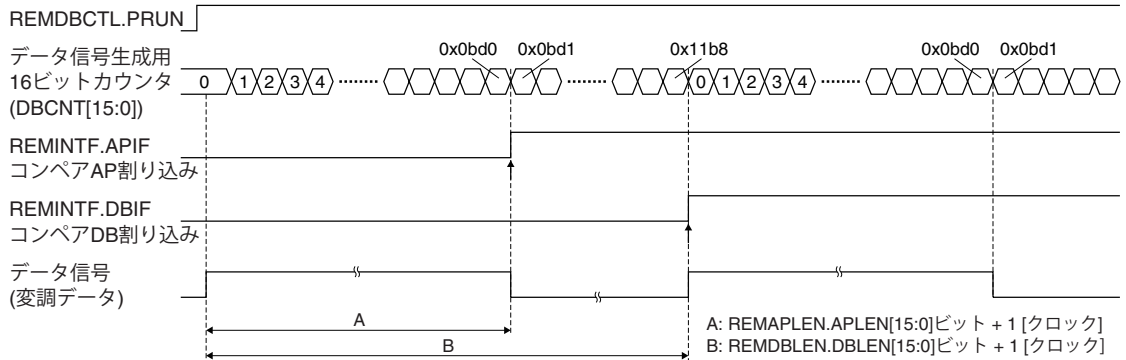 REMDBCTL.PRUN
データ信号生成用
16ビットカウンタ
(DBCNT[15:0])
0x0bd0 0x0bd1 0x11b8 0x0bd0 0x0bd1
0 1 2 3 4 ........ ........ 0 1 2 3 4 ........
REMINTF.APIF
コンペアAP割り込み
REMINTF.DBIF
コンペアDB割り込み
データ信号
(変調データ)
A
B
A: REMAPLEN.APLEN[15:0]ビット + 1 [クロック]
B: REMDBLEN.DBLEN[15:0]ビット + 1 [クロック]